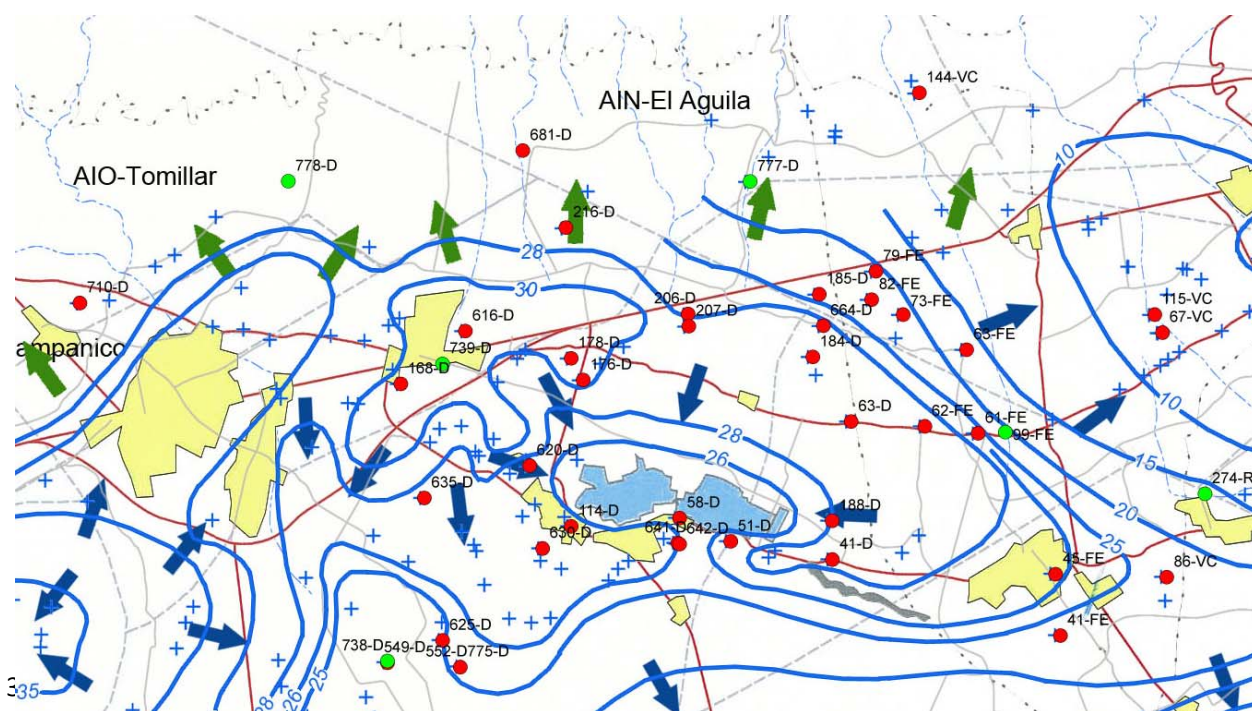 144-VC
AIN-El Aguila
681-D
10
778-D
777-D
AIO-Tomillar
216-D
28
79-FE
710-D
30
185-D
82-FE
206-D
73-FE
115-VC
207-D
664-D
67-VC
616-D
ampanico
739-D
178-D
184-D
63-FE
176-D
168-D
10
63-D
62-FE
61-FE
28
99-FE
620-D
26
15
274-R
635-D
58-D
188-D
20
114-D
641-D
642-D
51-D
25
630-D
41-D
45-FE
86-VC
41-FE
625-D
738-D
549-D
552-D
775-D
35
28
26
25